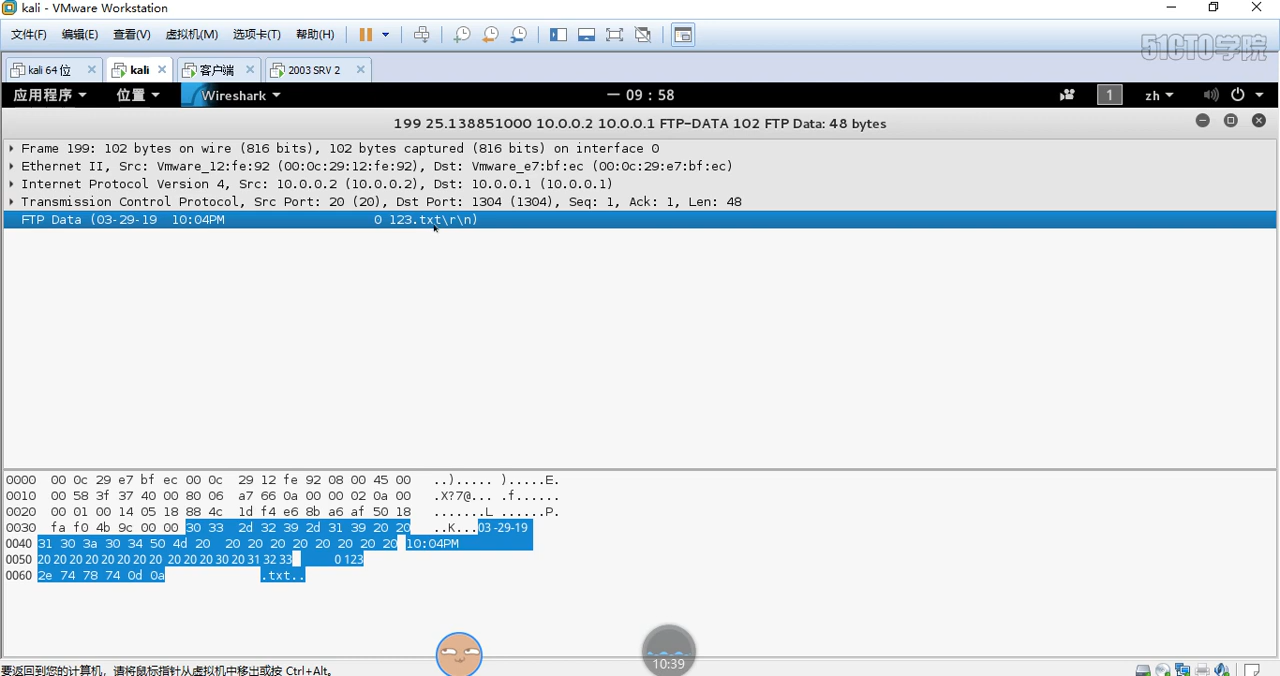 kali - VMware Workstation
文件(F) 编辑(E) 查看(V) 虚拟机(M) 选项卡(T) 帮助(H)
51CTO学院
kali 64 位 kali 客户端 2003 SRV 2
应用程序 位置 Wireshark 一 09 : 58 1 zh
199 25.138851000 10.0.0.2 10.0.0.1 FTP-DATA 102 FTP Data: 48 bytes
Frame 199: 102 bytes on wire (816 bits), 102 bytes captured (816 bits) on interface 0
Ethernet II, Src: Vmware_12:fe:92 (00:0c:29:12:fe:92), Dst: Vmware_e7:bf:ec (00:0c:29:e7:bf:ec)
Internet Protocol Version 4, Src: 10.0.0.2 (10.0.0.2), Dst: 10.0.0.1 (10.0.0.1)
Transmission Control Protocol, Src Port: 20 (20), Dst Port: 1304 (1304), Seq: 1, Ack: 1, Len: 48
FTP Data (03-29-19  10:04PM                    0 123.txt\r\n)
0000  00 0c 29 e7 bf ec 00 0c  29 12 fe 92 08 00 45 00   ..)..... ).....E.
0010  00 58 3f 37 40 00 80 06  a7 66 0a 00 00 02 0a 00   .X?7@... .f......
0020  00 01 00 14 05 18 88 4c  1d f4 e6 8b a6 af 50 18   .......L ......P.
0030  fa f0 4b 9c 00 00 30 33  2d 32 39 2d 31 39 20 20   ..K...03 -29-19
0040  31 30 3a 30 34 50 4d 20  20 20 20 20 20 20 20 20   10:04PM
0050  20 20 20 20 20 20 20 20  20 20 20 30 20 31 32 33   0 123
0060  2e 74 78 74 0d 0a   .txt..
10:39
要返回到您的计算机，请将鼠标指针从虚拟机中移出或按 Ctrl+Alt。